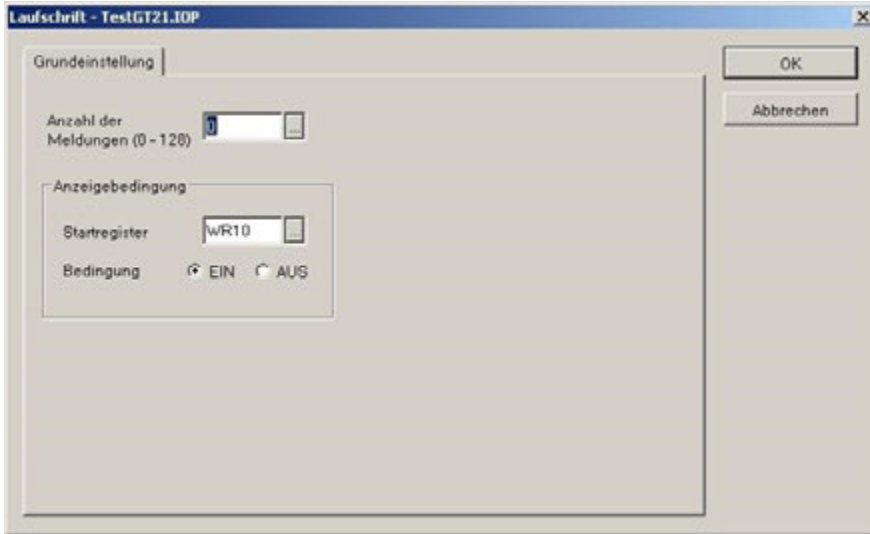 Laufschrift - TestGT21.IOP
Grundeinstellung
OK
Abbrechen
Anzahl der
Meldungen (0 - 128)
0
...
Anzeigebedingung
Startregister
WR10
...
Bedingung
EIN
AUS